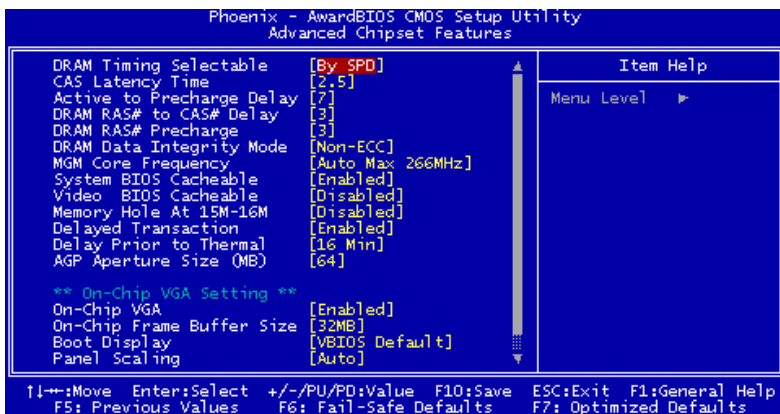 Phoenix - AwardBIOS CMOS Setup Utility
Advanced Chipset Features
DRAM Timing Selectable [By SPD]
CAS Latency Time [2.5]
Active to Precharge Delay [7]
DRAM RAS# to CAS# Delay [3]
DRAM RAS# Precharge [3]
DRAM Data Integrity Mode [Non-ECC]
MGM Core Frequency [Auto Max 266MHz]
System BIOS Cacheable [Enabled]
Video BIOS Cacheable [Disabled]
Memory Hole At 15M-16M [Disabled]
Delayed Transaction [Enabled]
Delay Prior to Thermal [16 Min]
AGP Aperture Size (MB) [64]
** On-Chip VGA Setting **
On-Chip VGA [Enabled]
On-Chip Frame Buffer Size [32MB]
Boot Display [VBIOS Default]
Panel Scaling [Auto]
Item Help
Menu Level ▶
↑↓→←:Move Enter:Select +/-/PU/PD:Value F10:Save ESC:Exit F1:General Help
F5: Previous Values F6: Fail-Safe Defaults F7: Optimized Defaults